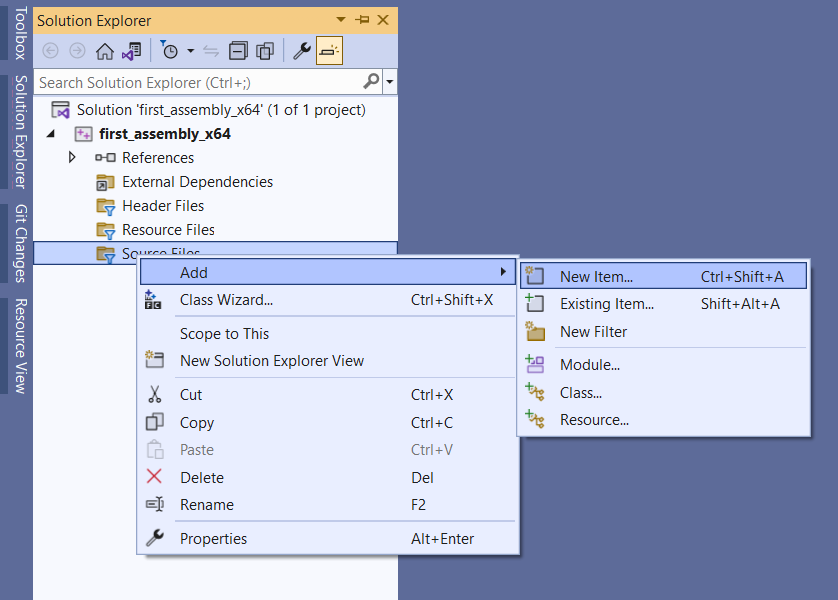 Toolbox
Solution Explorer
Git Changes
Resource View
Solution Explorer
Search Solution Explorer (Ctrl+;)
Solution 'first_assembly_x64' (1 of 1 project)
first_assembly_x64
References
External Dependencies
Header Files
Resource Files
Source Files
Add
Class Wizard... Ctrl+Shift+X
Scope to This
New Solution Explorer View
Cut Ctrl+X
Copy Ctrl+C
Paste Ctrl+V
Delete Del
Rename F2
Properties Alt+Enter
New Item... Ctrl+Shift+A
Existing Item... Shift+Alt+A
New Filter
Module...
Class...
Resource...